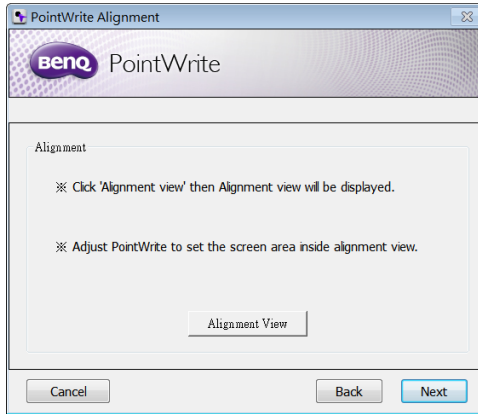 PointWrite Alignment
BenQ PointWrite
Alignment
※ Click 'Alignment view' then Alignment view will be displayed.
※ Adjust PointWrite to set the screen area inside alignment view.
Alignment View
Cancel Back Next